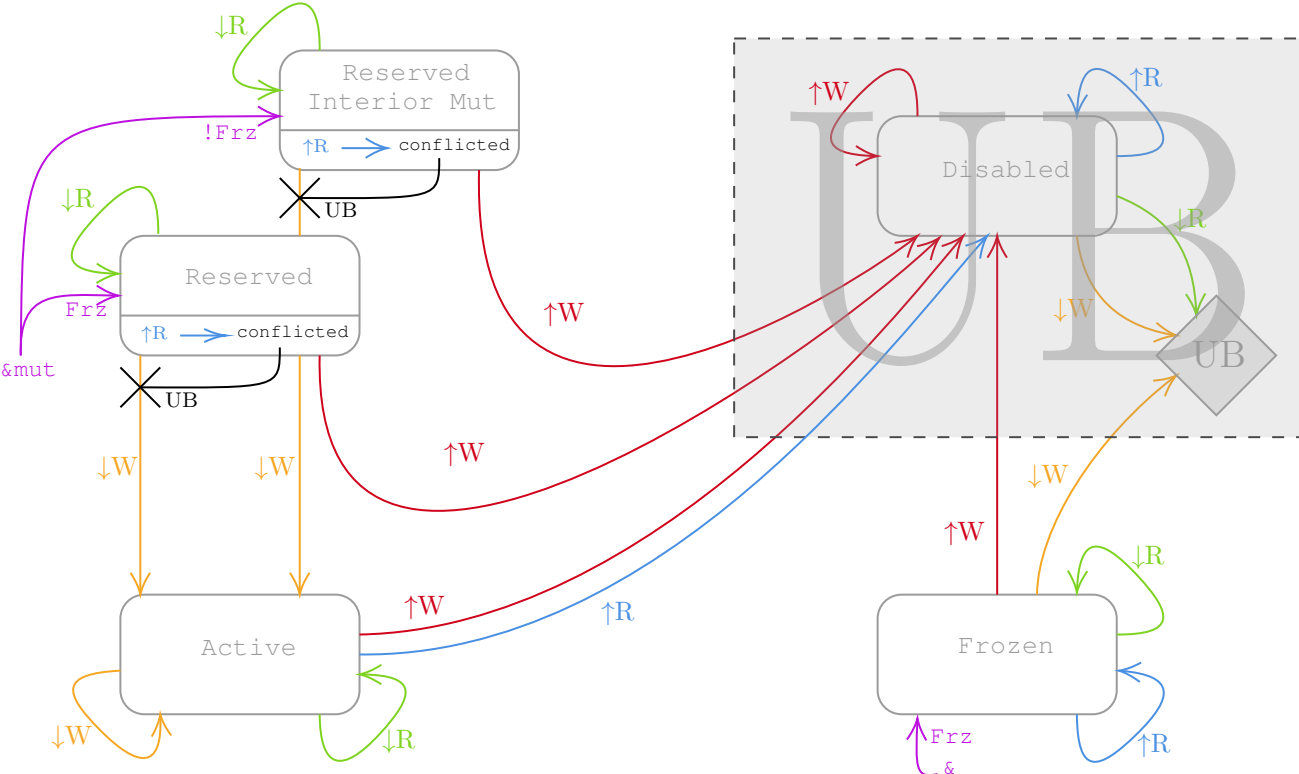 ↓R
Reserved
Interior Mut
!Frz
↑R
conflicted
UB
↓R
Reserved
Frz
↑R
conflicted
&mut
UB
↓W
↓W
↑W
↑W
UB
↑W
↑R
Disabled
↓R
↓W
UB
↓W
↑W
↑W
↑R
Active
↓W
↓R
↓R
Frozen
↑R
Frz
&